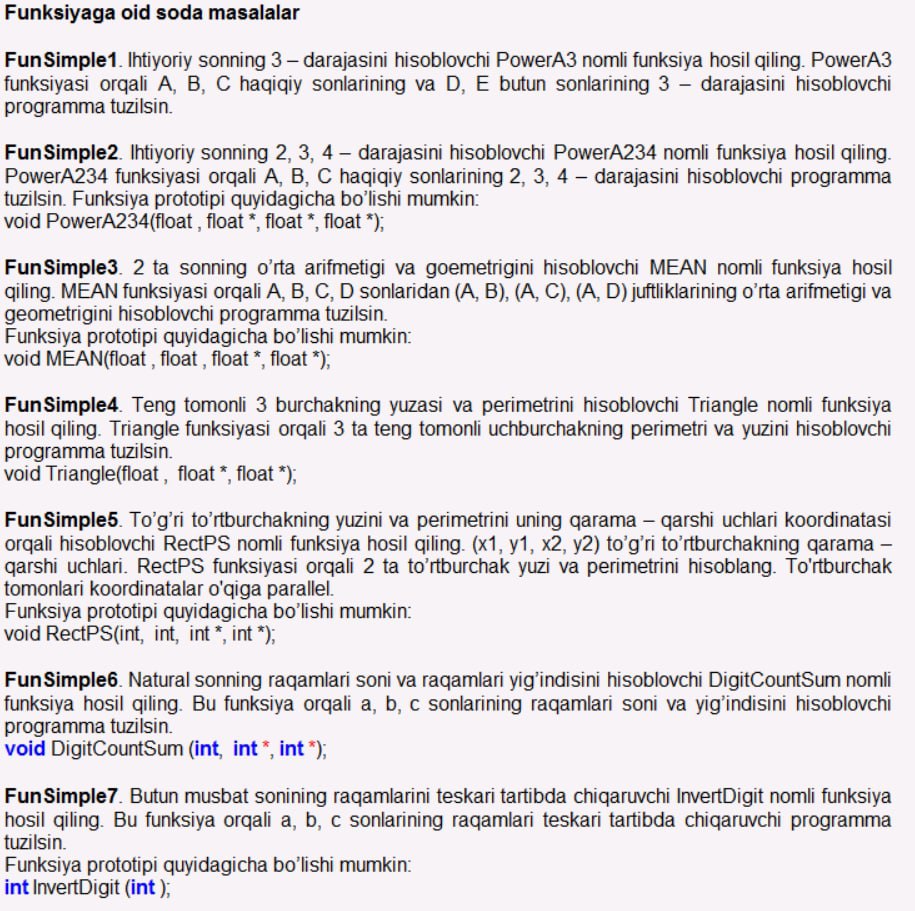 Funksiyaga oid soda masalalar
FunSimple1. Ihtiyoriy sonning 3 – darajasini hisoblovchi PowerA3 nomli funksiya hosil qiling. PowerA3
funksiyasi orqali A, B, C haqiqiy sonlarining va D, E butun sonlarining 3 – darajasini hisoblovchi
programma tuzilsin.
FunSimple2. Ihtiyoriy sonning 2, 3, 4 – darajasini hisoblovchi PowerA234 nomli funksiya hosil qiling.
PowerA234 funksiyasi orqali A, B, C haqiqiy sonlarining 2, 3, 4 – darajasini hisoblovchi programma
tuzilsin. Funksiya prototipi quyidagicha bo’lishi mumkin:
void PowerA234(float , float *, float *, float *);
FunSimple3. 2 ta sonning o’rta arifmetigi va goemetrigini hisoblovchi MEAN nomli funksiya hosil
qiling. MEAN funksiyasi orqali A, B, C, D sonlaridan (A, B), (A, C), (A, D) juftliklarining o’rta arifmetigi va
geometrigini hisoblovchi programma tuzilsin.
Funksiya prototipi quyidagicha bo’lishi mumkin:
void MEAN(float , float , float *, float *);
FunSimple4. Teng tomonli 3 burchakning yuzasi va perimetrini hisoblovchi Triangle nomli funksiya
hosil qiling. Triangle funksiyasi orqali 3 ta teng tomonli uchburchakning perimetri va yuzini hisoblovchi
programma tuzilsin.
void Triangle(float , float *, float *);
FunSimple5. To’g’ri to’rtburchakning yuzini va perimetrini uning qarama – qarshi uchlari koordinatasi
orqali hisoblovchi RectPS nomli funksiya hosil qiling. (x1, y1, x2, y2) to’g’ri to’rtburchakning qarama –
qarshi uchlari. RectPS funksiyasi orqali 2 ta to’rtburchak yuzi va perimetrini hisoblang. To'rtburchak
tomonlari koordinatalar o'qiga parallel.
Funksiya prototipi quyidagicha bo’lishi mumkin:
void RectPS(int, int, int *, int *);
FunSimple6. Natural sonning raqamlari soni va raqamlari yig’indisini hisoblovchi DigitCountSum nomli
funksiya hosil qiling. Bu funksiya orqali a, b, c sonlarining raqamlari soni va yig’indisini hisoblovchi
programma tuzilsin.
void DigitCountSum (int, int *, int *);
FunSimple7. Butun musbat sonining raqamlarini teskari tartibda chiqaruvchi InvertDigit nomli funksiya
hosil qiling. Bu funksiya orqali a, b, c sonlarining raqamlari teskari tartibda chiqaruvchi programma
tuzilsin.
Funksiya prototipi quyidagicha bo’lishi mumkin:
int InvertDigit (int );